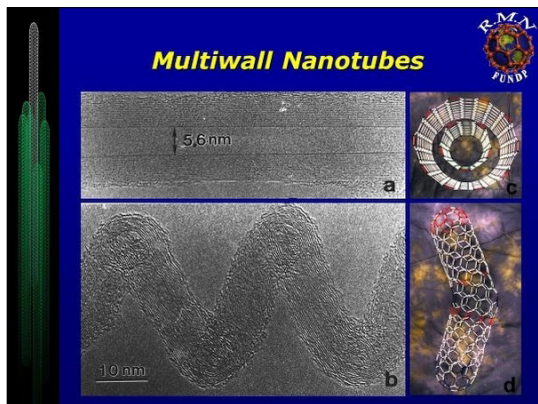 R.M.N
FUNDP
Multiwall Nanotubes
5,6 nm
a
c
10 nm
b
d